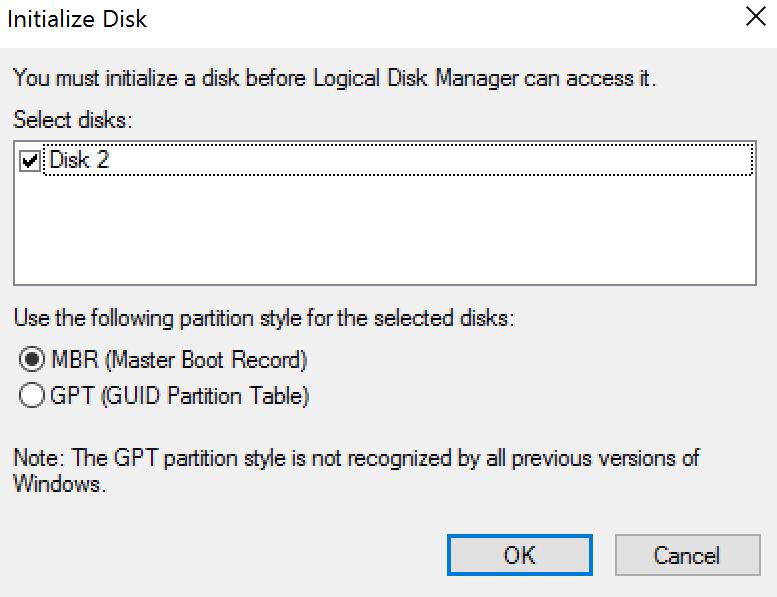 Initialize Disk
You must initialize a disk before Logical Disk Manager can access it.
Select disks:
Disk 2
Use the following partition style for the selected disks:
MBR (Master Boot Record)
GPT (GUID Partition Table)
Note: The GPT partition style is not recognized by all previous versions of
Windows.
OK
Cancel